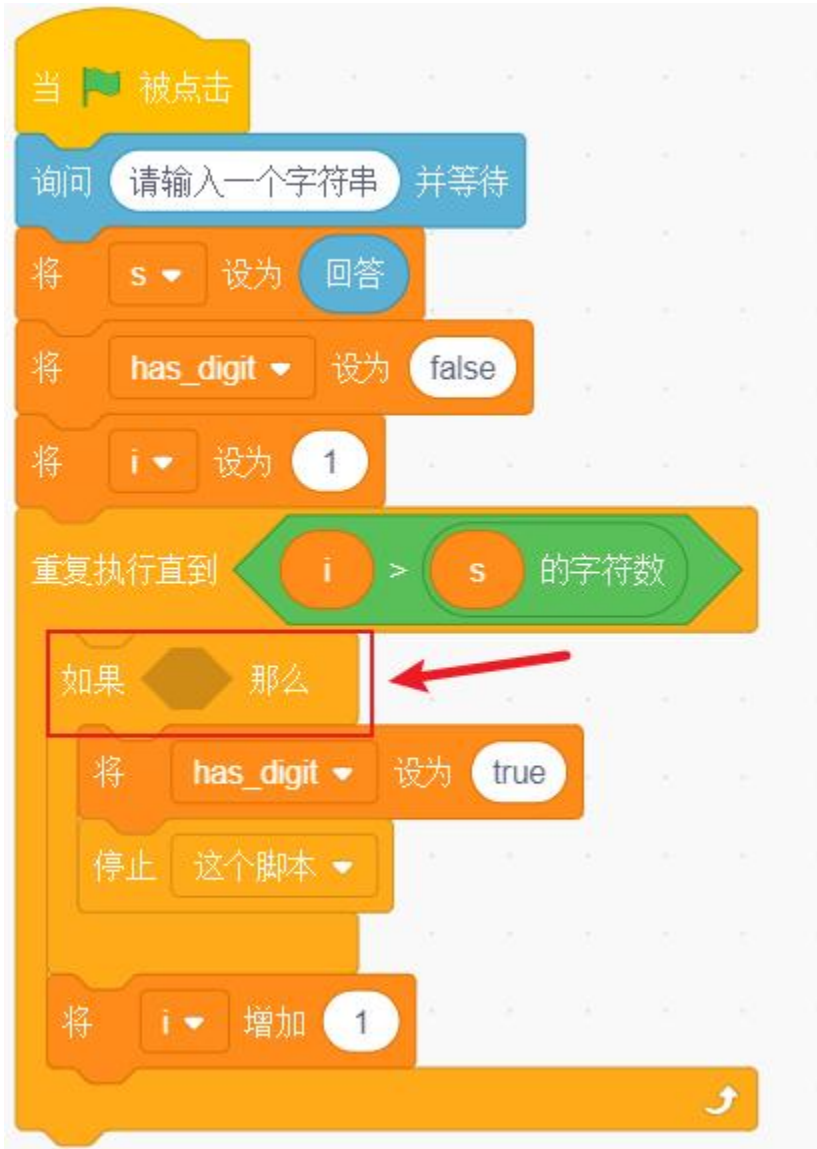 当 被点击
询问 请输入一个字符串 并等待
将 s 设为 回答
将 has_digit 设为 false
将 i 设为 1
重复执行直到 i > s 的字符数
如果 那么
将 has_digit 设为 true
停止 这个脚本
将 i 增加 1